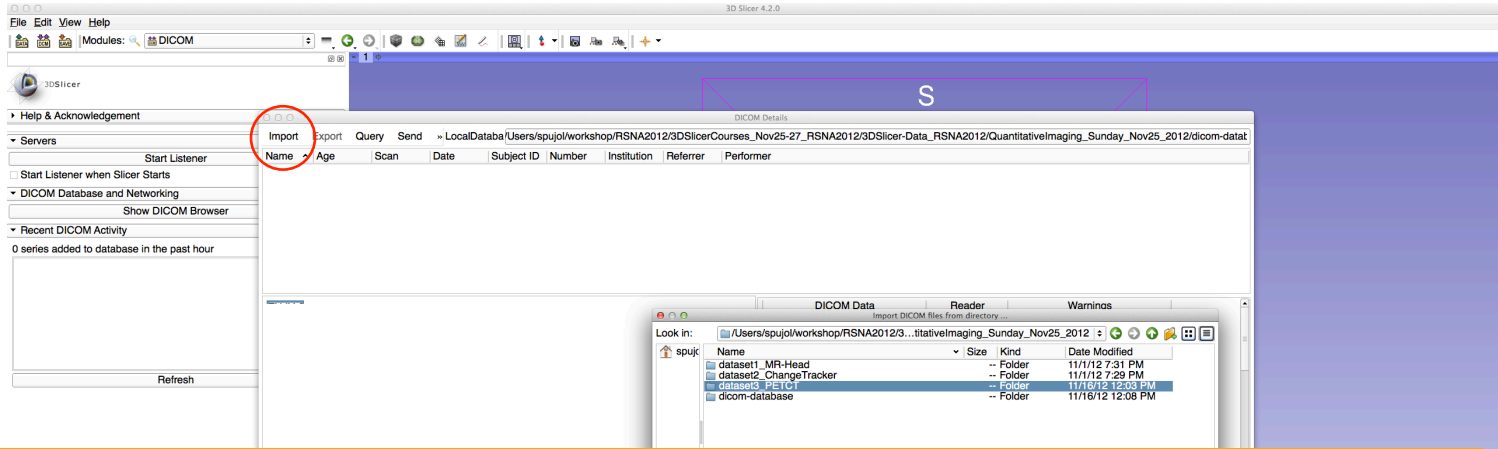 3D Slicer 4.2.0
File Edit View Help
DATA DCM SAVE Modules: DICOM
1
3DSlicer
S
Help & Acknowledgement
DICOM Details
Import Export Query Send » LocalDataba /Users/spujol/workshop/RSNA2012/3DSlicerCourses_Nov25-27_RSNA2012/3DSlicer-Data_RSNA2012/QuantitativeImaging_Sunday_Nov25_2012/dicom-datab
Servers
Name Age Scan Date Subject ID Number Institution Referrer Performer
Start Listener
Start Listener when Slicer Starts
DICOM Database and Networking
Show DICOM Browser
Recent DICOM Activity
0 series added to database in the past hour
DICOM Data Reader Warnings
Import DICOM files from directory ...
Look in: /Users/spujol/workshop/RSNA2012/3...titativeImaging_Sunday_Nov25_2012
spujo Name Size Kind Date Modified
dataset1_MR-Head -- Folder 11/1/12 7:31 PM
dataset2_ChangeTracker -- Folder 11/1/12 7:29 PM
dataset3_PETCT -- Folder 11/16/12 12:03 PM
dicom-database -- Folder 11/16/12 12:08 PM
Refresh